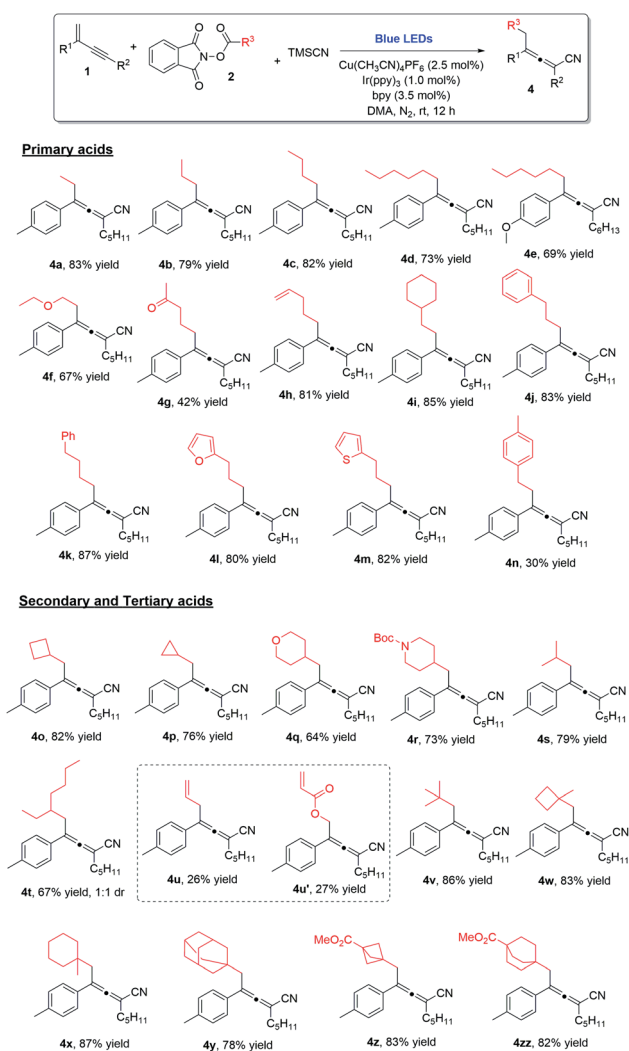 R³
O
O
N-O
R³
O
R¹
R²
1
+
2
+ TMSCN
Blue LEDs
Cu(CH₃CN)₄PF₆ (2.5 mol%)
Ir(ppy)₃ (1.0 mol%)
bpy (3.5 mol%)
DMA, N₂, rt, 12 h
R¹
CN
R²
4
Primary acids
CN
C₅H₁₁
4a, 83% yield
CN
C₅H₁₁
4b, 79% yield
CN
C₅H₁₁
4c, 82% yield
CN
C₅H₁₁
4d, 73% yield
O
CN
C₆H₁₃
4e, 69% yield
O
CN
C₅H₁₁
4f, 67% yield
O
CN
C₅H₁₁
4g, 42% yield
CN
C₅H₁₁
4h, 81% yield
CN
C₅H₁₁
4i, 85% yield
CN
C₅H₁₁
4j, 83% yield
Ph
CN
C₅H₁₁
4k, 87% yield
O
CN
C₅H₁₁
4l, 80% yield
S
CN
C₅H₁₁
4m, 82% yield
CN
C₅H₁₁
4n, 30% yield
Secondary and Tertiary acids
CN
C₅H₁₁
4o, 82% yield
CN
C₅H₁₁
4p, 76% yield
O
CN
C₅H₁₁
4q, 64% yield
Boc
N
CN
C₅H₁₁
4r, 73% yield
CN
C₅H₁₁
4s, 79% yield
CN
C₅H₁₁
4t, 67% yield, 1:1 dr
CN
C₅H₁₁
4u, 26% yield
O
O
CN
C₅H₁₁
4u', 27% yield
CN
C₅H₁₁
4v, 86% yield
CN
C₅H₁₁
4w, 83% yield
CN
C₅H₁₁
4x, 87% yield
CN
C₅H₁₁
4y, 78% yield
MeO₂C
CN
C₅H₁₁
4z, 83% yield
MeO₂C
CN
C₅H₁₁
4zz, 82% yield